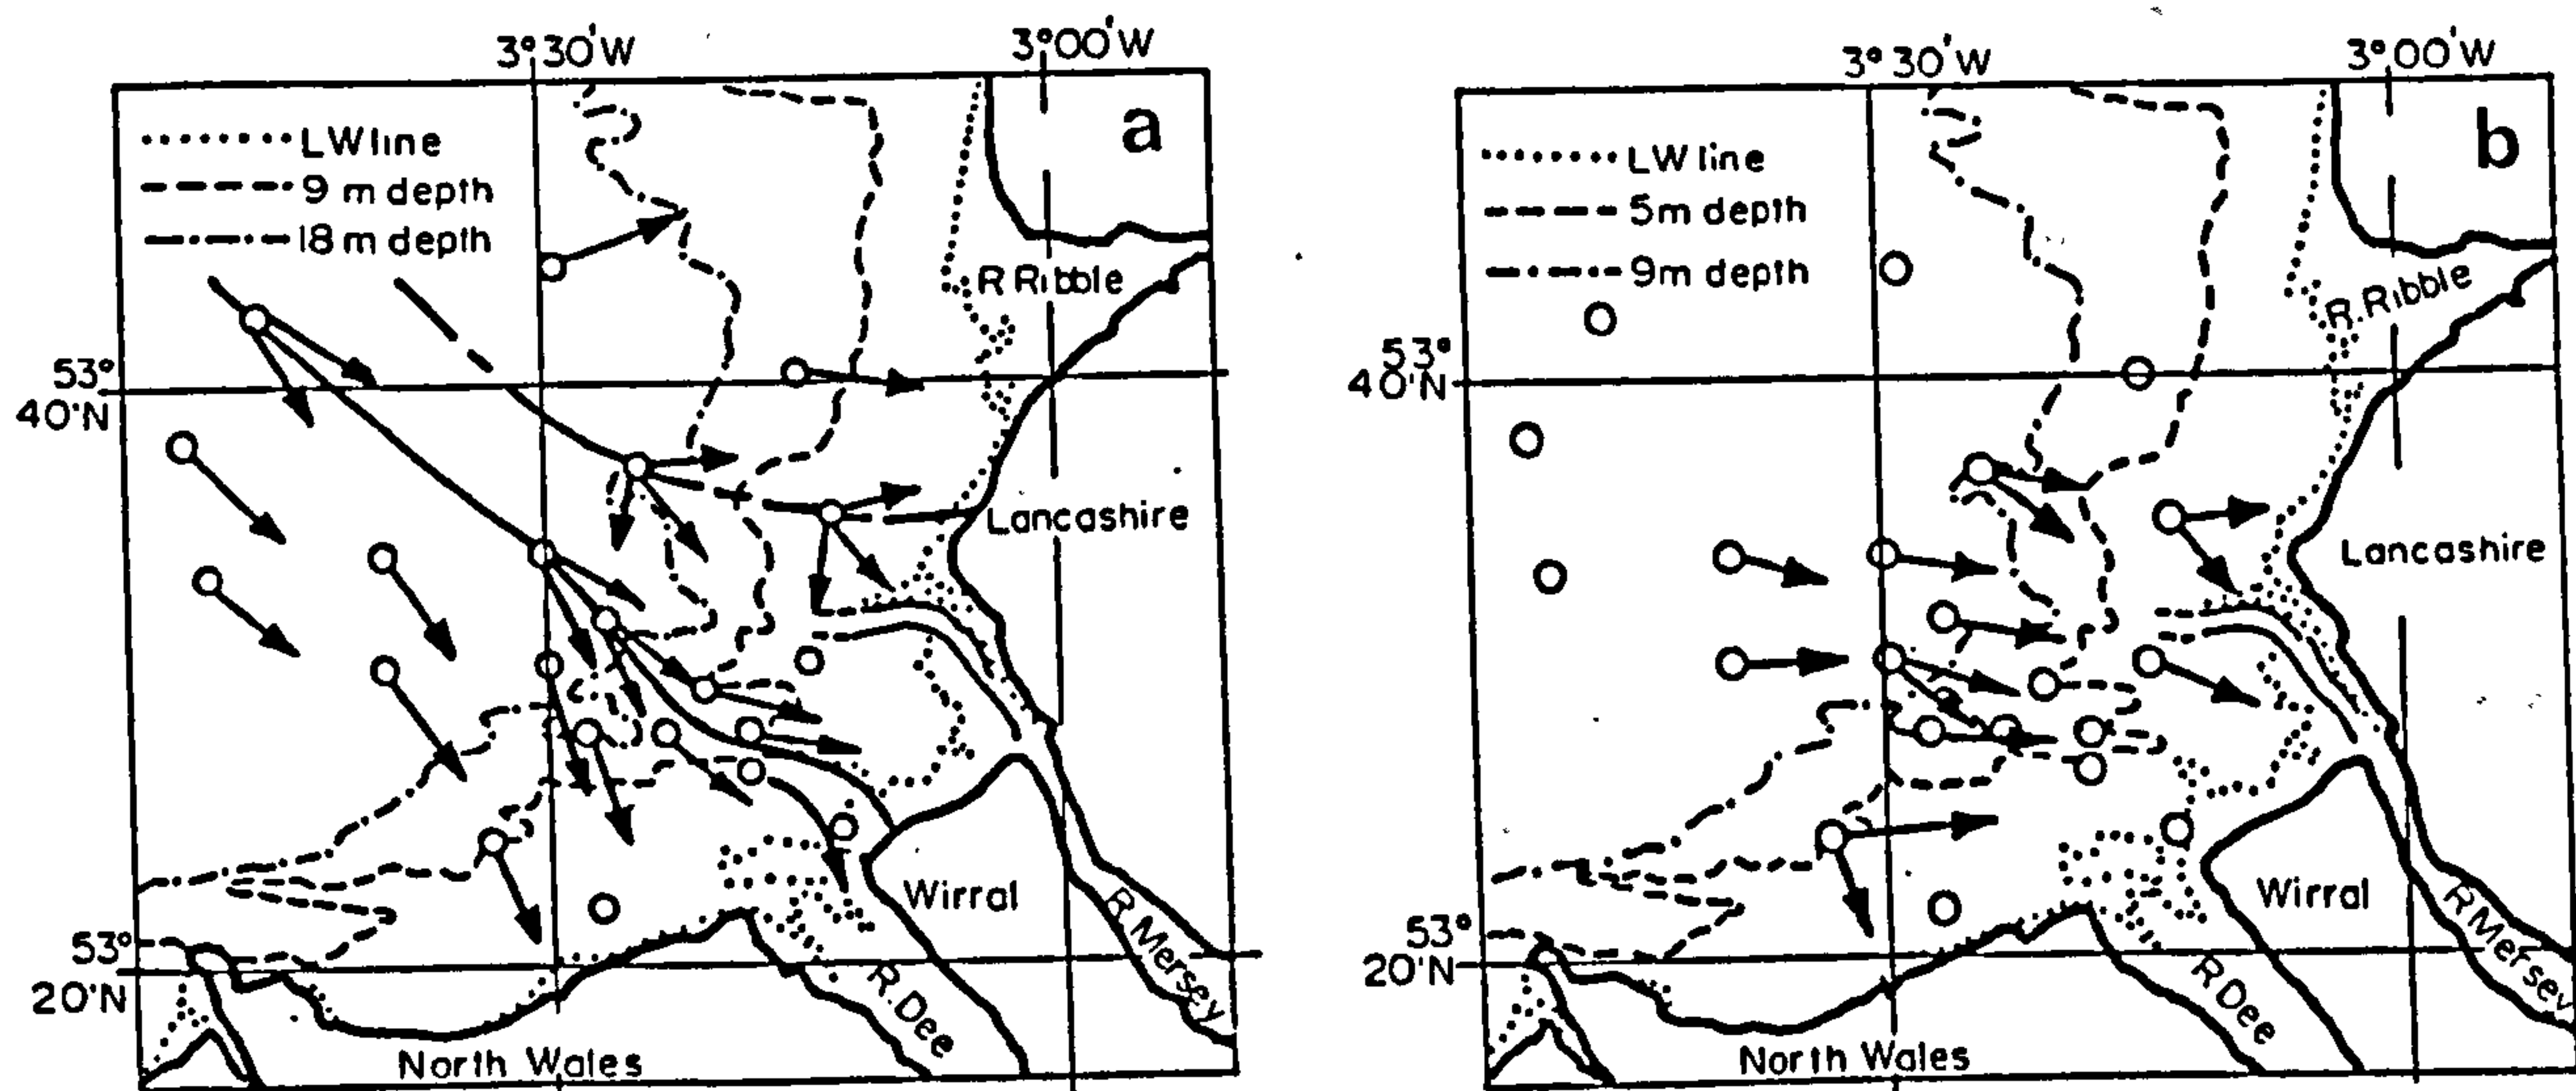 3°30'W
3°00'W
a
LW line
9 m depth
18 m depth
R Ribble
53°
40'N
Lancashire
Wirral
R Mersey
53°
20'N
R. Dee
North Wales
3°30'W
3°00'W
b
LW line
5m depth
9m depth
R. Ribble
53°
40'N
Lancashire
Wirral
R Mersey
53°
20'N
R Dee
North Wales